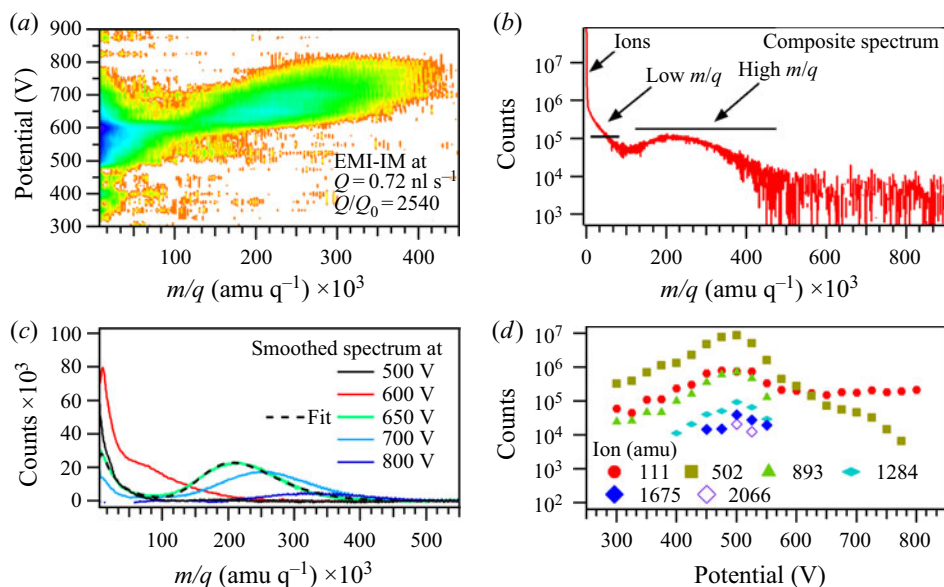 (a)
900
800
700
600
500
400
300
Potential (V)
EMI-IM at
Q = 0.72 nl s⁻¹
Q/Q₀ = 2540
100
200
300
400
m/q (amu q⁻¹) ×10³
(b)
Ions
Composite spectrum
Low m/q
High m/q
10⁷
10⁶
10⁵
10⁴
10³
Counts
0
200
400
600
800
m/q (amu q⁻¹) ×10³
(c)
100
80
60
40
20
0
Counts ×10³
Smoothed spectrum at
500 V
600 V
Fit
650 V
700 V
800 V
100
200
300
400
500
m/q (amu q⁻¹) ×10³
(d)
10⁷
10⁶
10⁵
10⁴
10³
10²
Counts
Ion (amu)
111
502
893
1284
1675
2066
300
400
500
600
700
800
Potential (V)